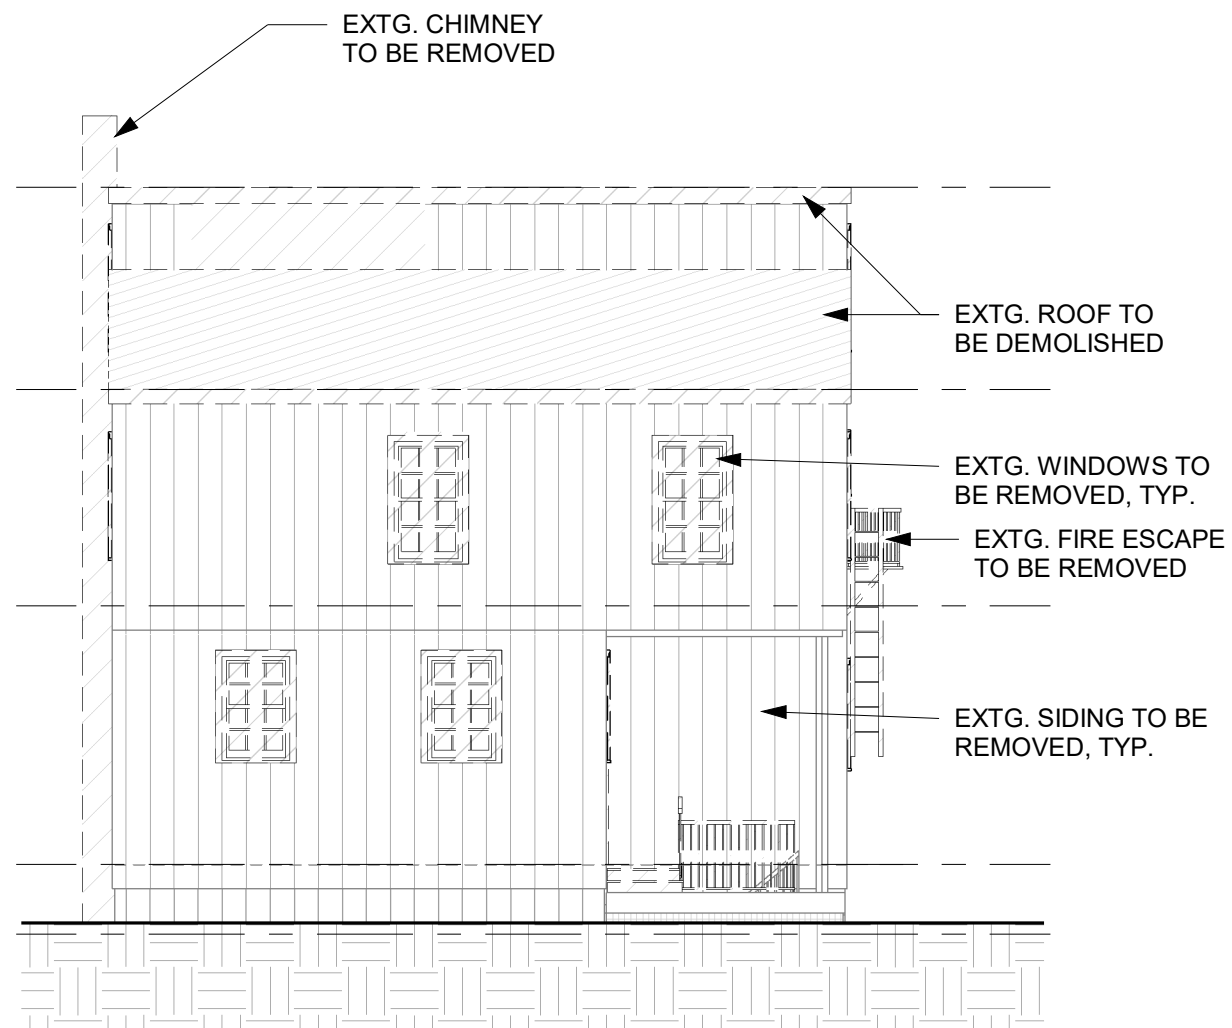 EXTG. CHIMNEY
TO BE REMOVED
EXTG. ROOF TO
BE DEMOLISHED
EXTG. WINDOWS TO
BE REMOVED, TYP.
EXTG. FIRE ESCAPE
TO BE REMOVED
EXTG. SIDING TO BE
REMOVED, TYP.